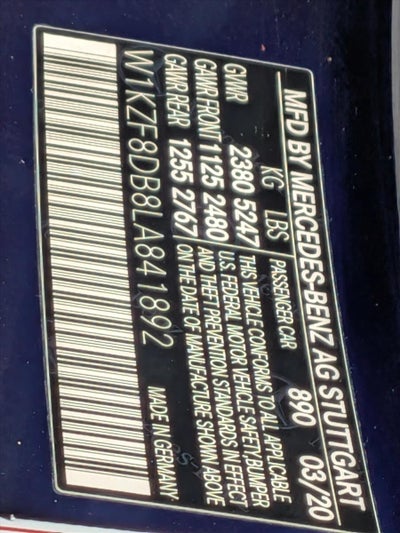 MFD BY MERCEDES-BENZ AG STUTTGART
KG LBS PASSENGER CAR 890 03/20
GVWR 2380 5247 THIS VEHICLE CONFORMS TO ALL APPLICABLE
GAWR FRONT 1125 2480 U.S. FEDERAL MOTOR VEHICLE SAFETY, BUMPER
GAWR REAR 1255 2767 AND THEFT PREVENTION STANDARDS IN EFFECT
ON THE DATE OF MANUFACTURE SHOWN ABOVE
W1KZF8DB8LA841892 MADE IN GERMANY